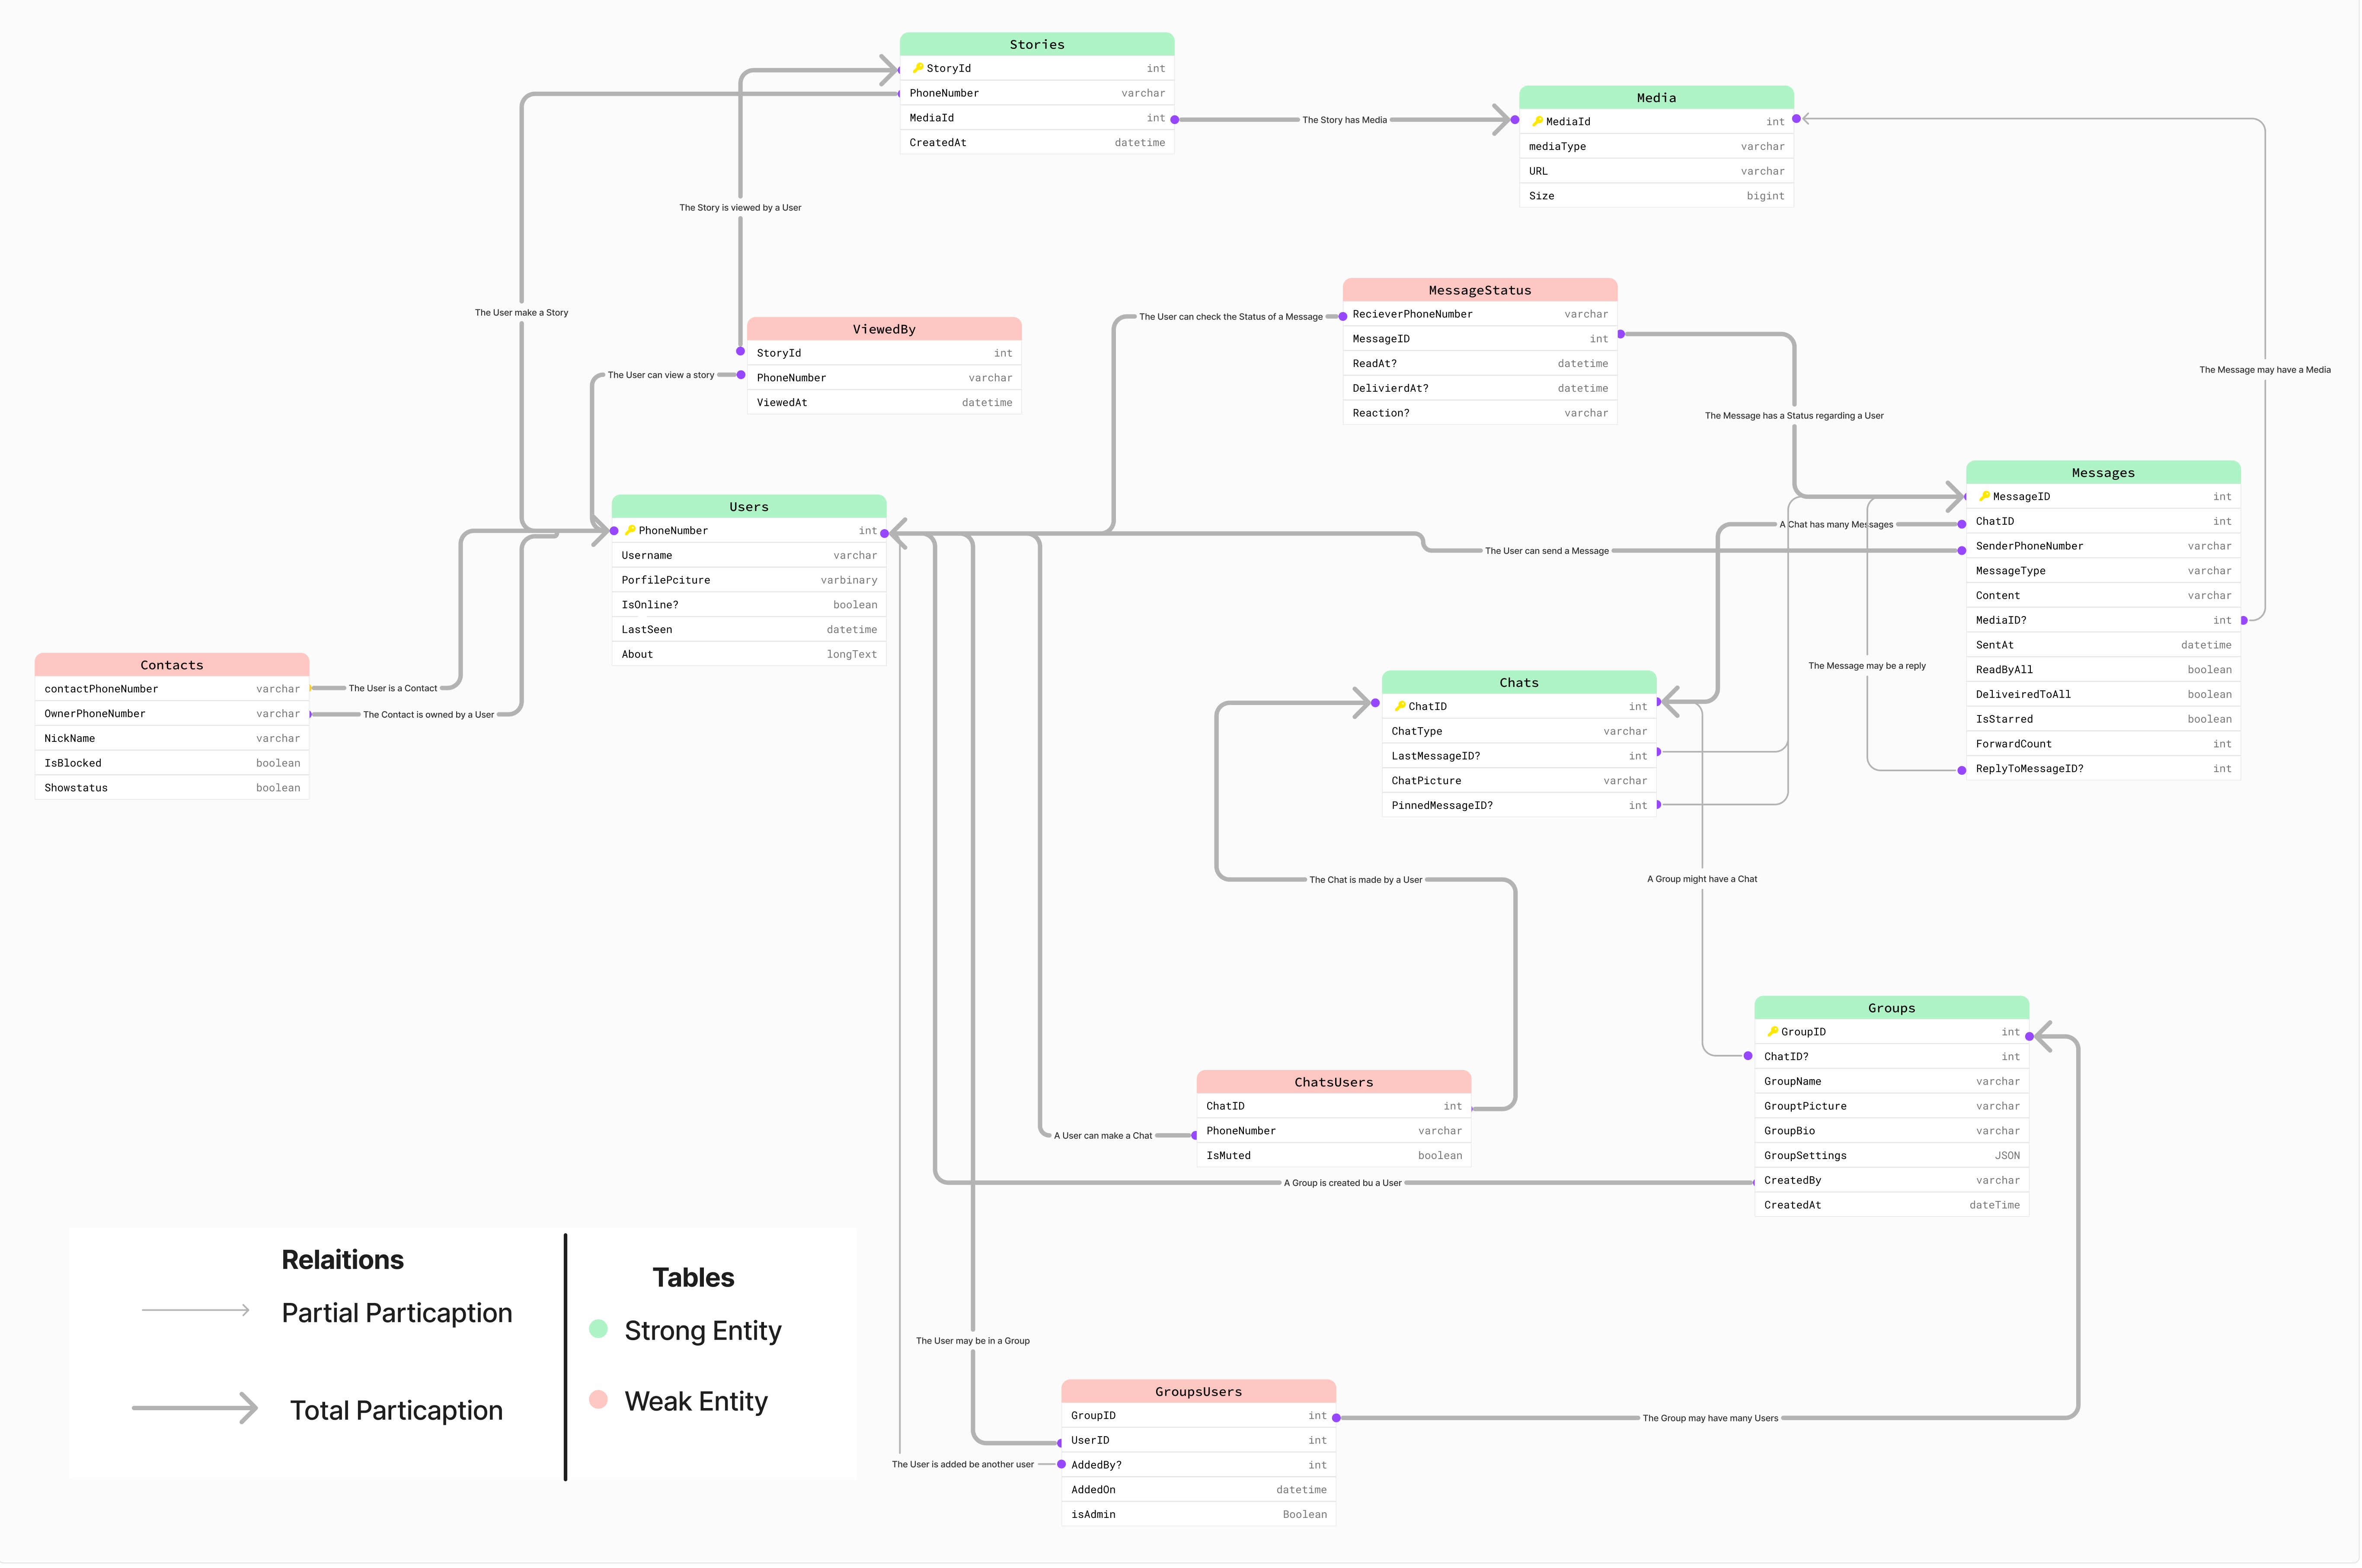 Stories
StoryId int
PhoneNumber varchar
MediaId int
CreatedAt datetime
The Story has Media
Media
MediaId int
mediaType varchar
URL varchar
Size bigint
The Story is viewed by a User
The User make a Story
ViewedBy
StoryId int
PhoneNumber varchar
ViewedAt datetime
The User can view a story
MessageStatus
RecieverPhoneNumber varchar
MessageID int
ReadAt? datetime
DelivierdAt? datetime
Reaction? varchar
The User can check the Status of a Message
The Message has a Status regarding a User
The Message may have a Media
Users
PhoneNumber int
Username varchar
PorfilePciture varbinary
IsOnline? boolean
LastSeen datetime
About longText
Messages
MessageID int
ChatID int
SenderPhoneNumber varchar
MessageType varchar
Content varchar
MediaID? int
SentAt datetime
ReadByAll boolean
DeliveiredToAll boolean
IsStarred boolean
ForwardCount int
ReplyToMessageID? int
A Chat has many Messages
The User can send a Message
The Message may be a reply
Contacts
contactPhoneNumber varchar
OwnerPhoneNumber varchar
NickName varchar
IsBlocked boolean
Showstatus boolean
The User is a Contact
The Contact is owned by a User
Chats
ChatID int
ChatType varchar
LastMessageID? int
ChatPicture varchar
PinnedMessageID? int
The Chat is made by a User
A Group might have a Chat
Groups
GroupID int
ChatID? int
GroupName varchar
GrouptPicture varchar
GroupBio varchar
GroupSettings JSON
CreatedBy varchar
CreatedAt dateTime
ChatsUsers
ChatID int
PhoneNumber varchar
IsMuted boolean
A User can make a Chat
A Group is created bu a User
Relaitions
Partial Particaption
Total Particaption
Tables
Strong Entity
Weak Entity
The User may be in a Group
GroupsUsers
GroupID int
UserID int
AddedBy? int
AddedOn datetime
isAdmin Boolean
The Group may have many Users
The User is added be another user